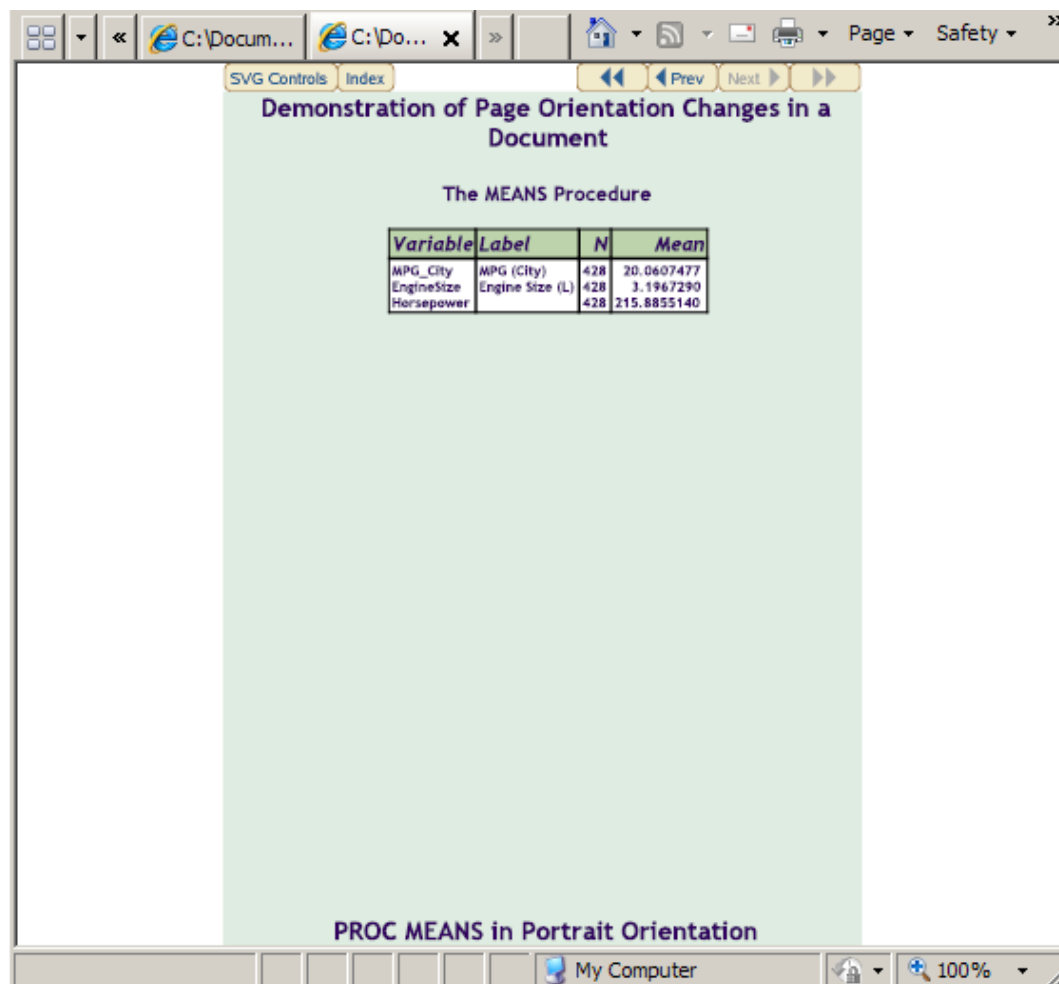 C:\Docum... C:\Do... Page Safety
SVG Controls Index Prev Next
Demonstration of Page Orientation Changes in a
Document
The MEANS Procedure
Variable Label N Mean
MPG_City MPG (City) 428 20.0607477
EngineSize Engine Size (L) 428 3.1967290
Horsepower 428 215.8855140
PROC MEANS in Portrait Orientation
My Computer 100%